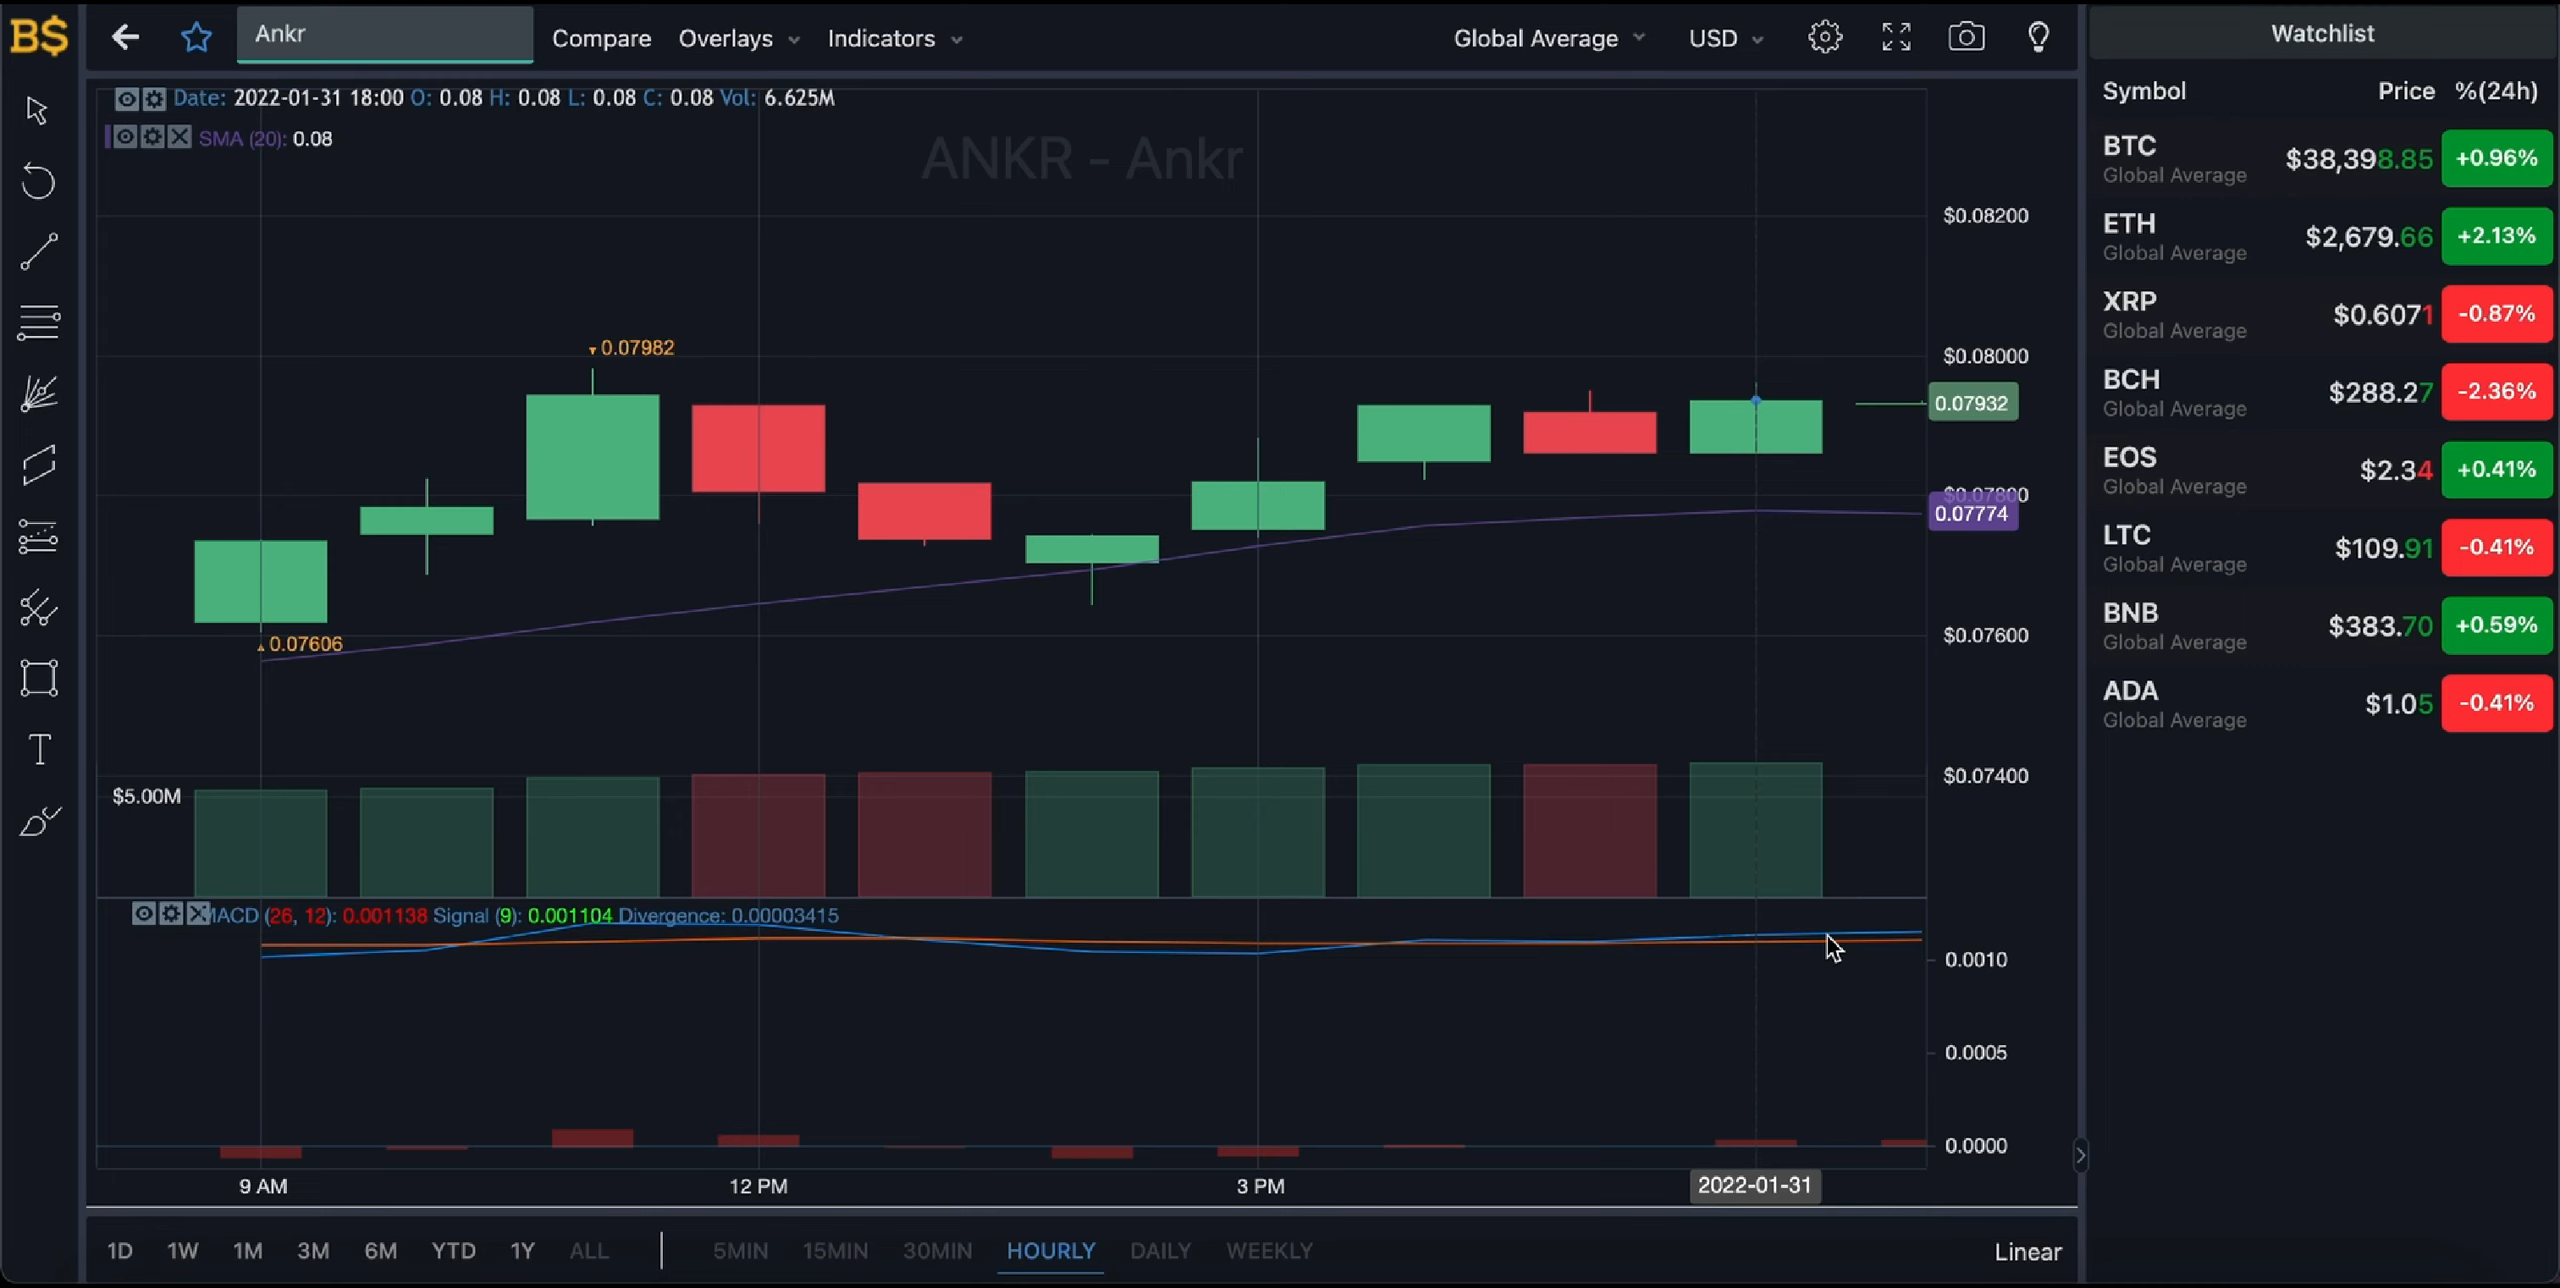 B$
Ankr
Compare
Overlays
Indicators
Global Average
USD
Date: 2022-01-31 18:00 O: 0.08 H: 0.08 L: 0.08 C: 0.08 Vol: 6.625M
SMA (20): 0.08
ANKR - Ankr
$0.08200
0.07982
$0.08000
0.07932
$0.07800
0.07774
0.07606
$0.07600
$0.07400
$5.00M
MACD (26, 12): 0.001138 Signal (9): 0.001104 Divergence: 0.00003415
0.0010
0.0005
0.0000
9 AM
12 PM
3 PM
2022-01-31
1D 1W 1M 3M 6M YTD 1Y ALL
5MIN 15MIN 30MIN HOURLY DAILY WEEKLY
Linear
Watchlist
Symbol Price %(24h)
BTC $38,398.85 +0.96%
Global Average
ETH $2,679.66 +2.13%
Global Average
XRP $0.6071 -0.87%
Global Average
BCH $288.27 -2.36%
Global Average
EOS $2.34 +0.41%
Global Average
LTC $109.91 -0.41%
Global Average
BNB $383.70 +0.59%
Global Average
ADA $1.05 -0.41%
Global Average